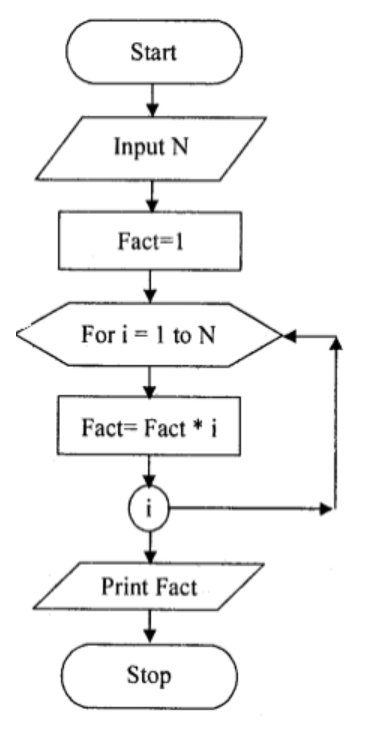 Start
Input N
Fact=1
For i = 1 to N
Fact= Fact * i
i
Print Fact
Stop